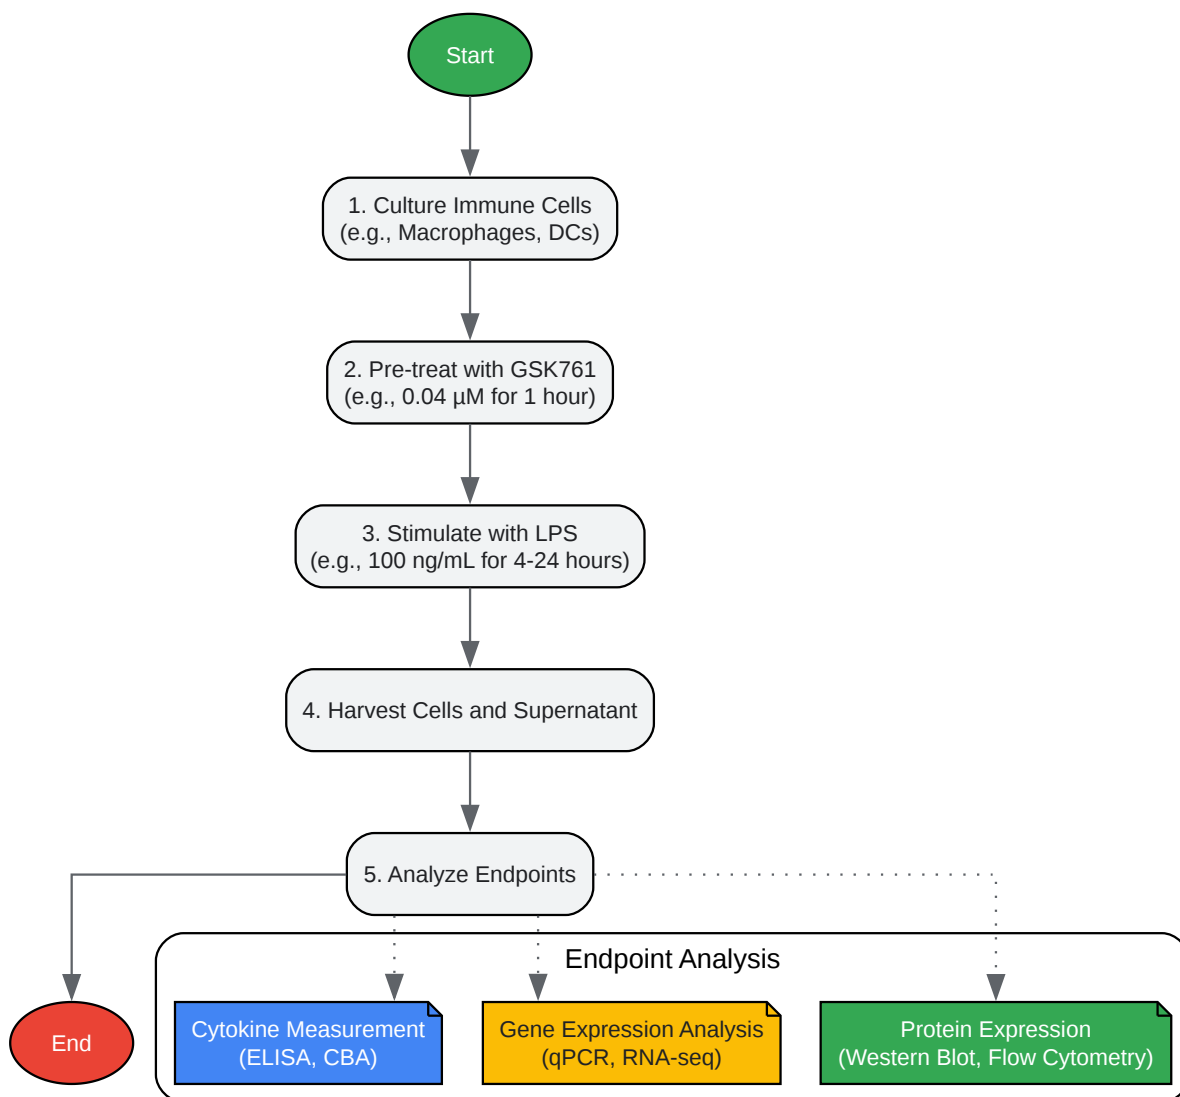 Start
1. Culture Immune Cells
(e.g., Macrophages, DCs)
2. Pre-treat with GSK761
(e.g., 0.04 µM for 1 hour)
3. Stimulate with LPS
(e.g., 100 ng/mL for 4-24 hours)
4. Harvest Cells and Supernatant
5. Analyze Endpoints
Endpoint Analysis
End
Cytokine Measurement
(ELISA, CBA)
Gene Expression Analysis
(qPCR, RNA-seq)
Protein Expression
(Western Blot, Flow Cytometry)